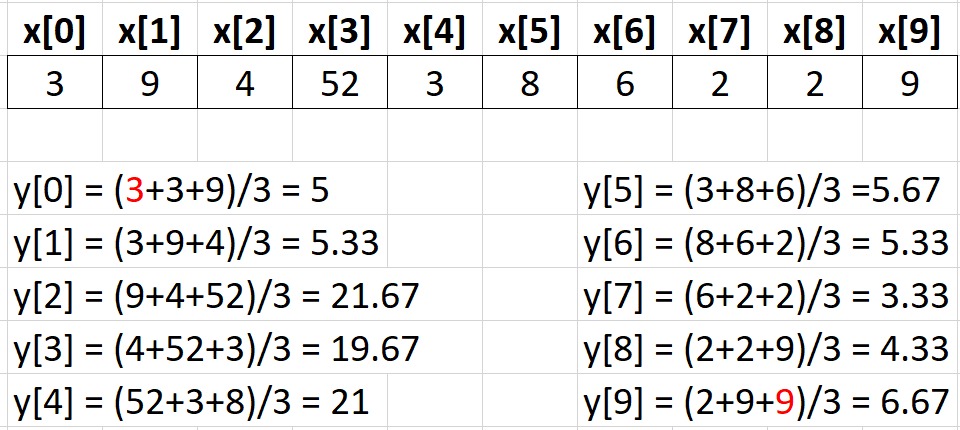 x[0] x[1] x[2] x[3] x[4] x[5] x[6] x[7] x[8] x[9]
3 9 4 52 3 8 6 2 2 9
y[0] = (3+3+9)/3 = 5
y[1] = (3+9+4)/3 = 5.33
y[2] = (9+4+52)/3 = 21.67
y[3] = (4+52+3)/3 = 19.67
y[4] = (52+3+8)/3 = 21
y[5] = (3+8+6)/3 =5.67
y[6] = (8+6+2)/3 = 5.33
y[7] = (6+2+2)/3 = 3.33
y[8] = (2+2+9)/3 = 4.33
y[9] = (2+9+9)/3 = 6.67